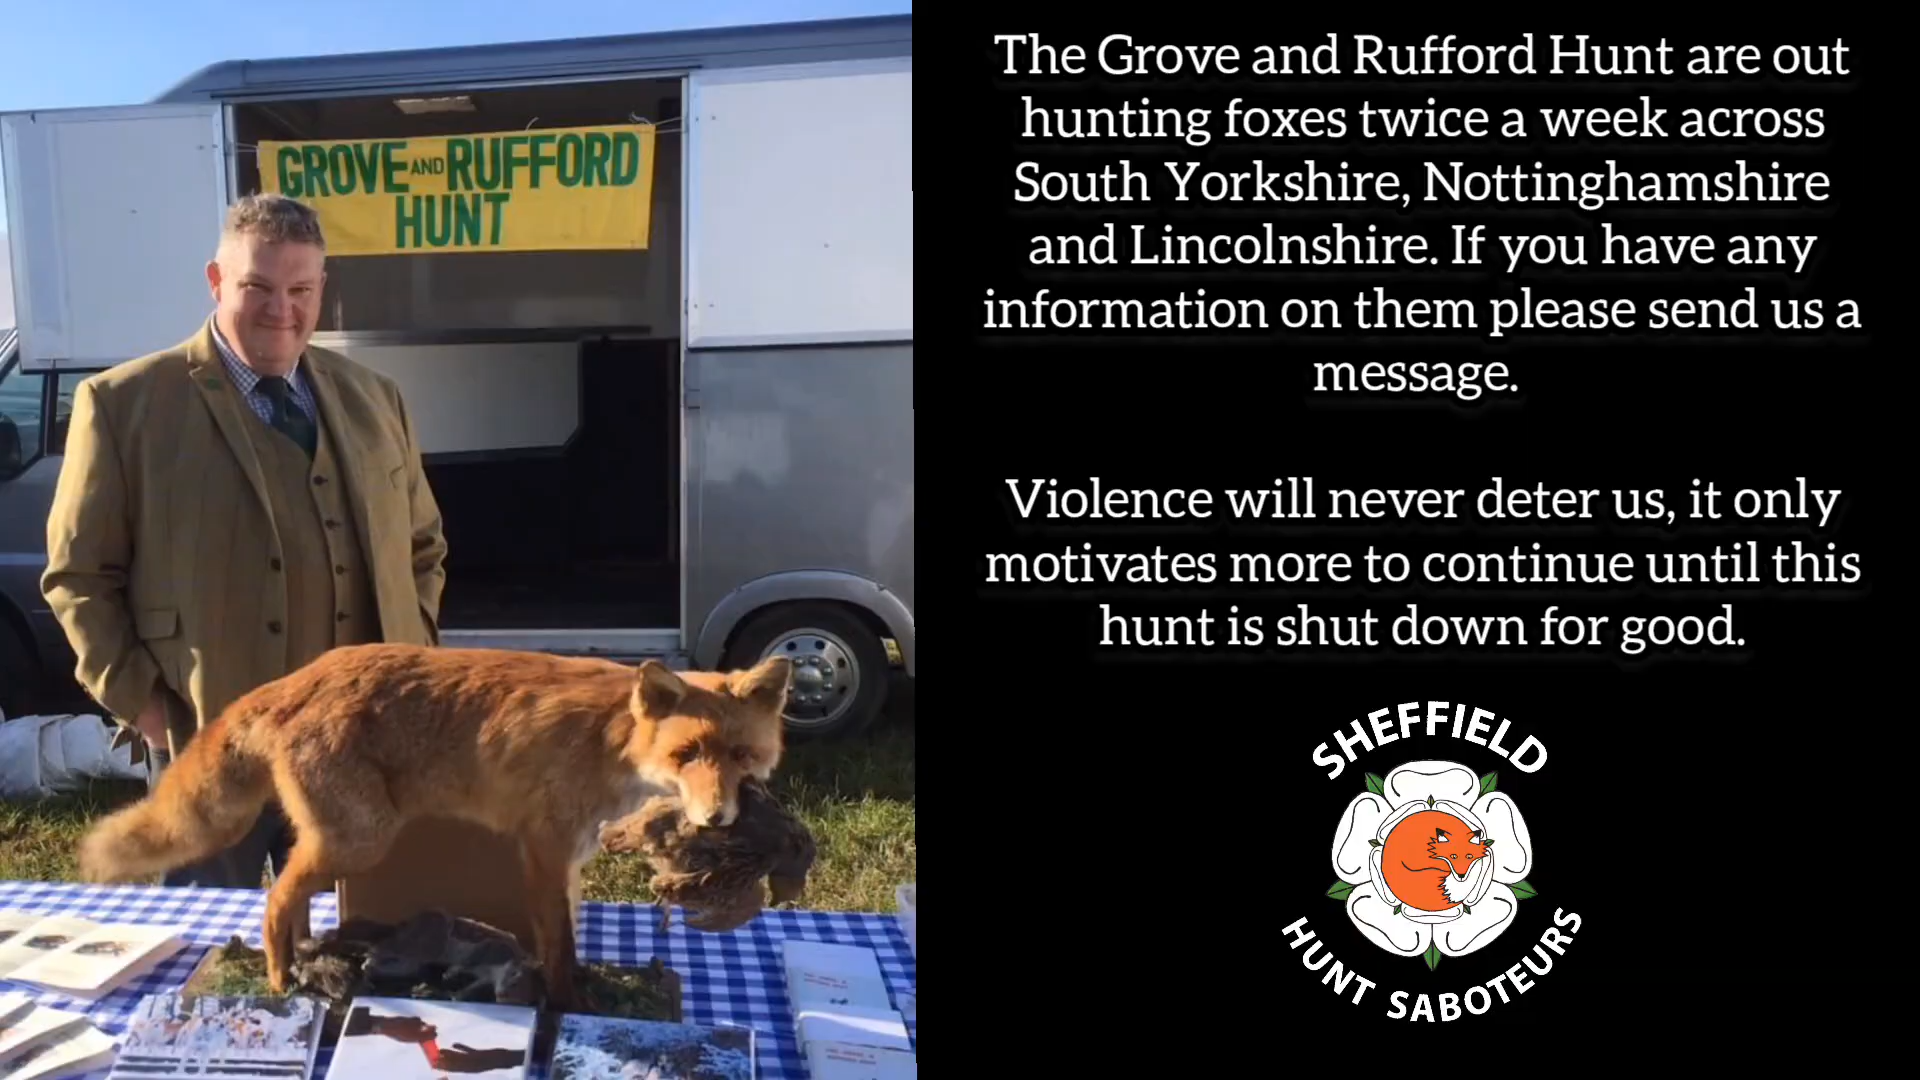 GROVE AND RUFFORD
HUNT
The Grove and Rufford Hunt are out
hunting foxes twice a week across
South Yorkshire, Nottinghamshire
and Lincolnshire. If you have any
information on them please send us a
message.
Violence will never deter us, it only
motivates more to continue until this
hunt is shut down for good.
SHEFFIELD
HUNT SABOTEURS